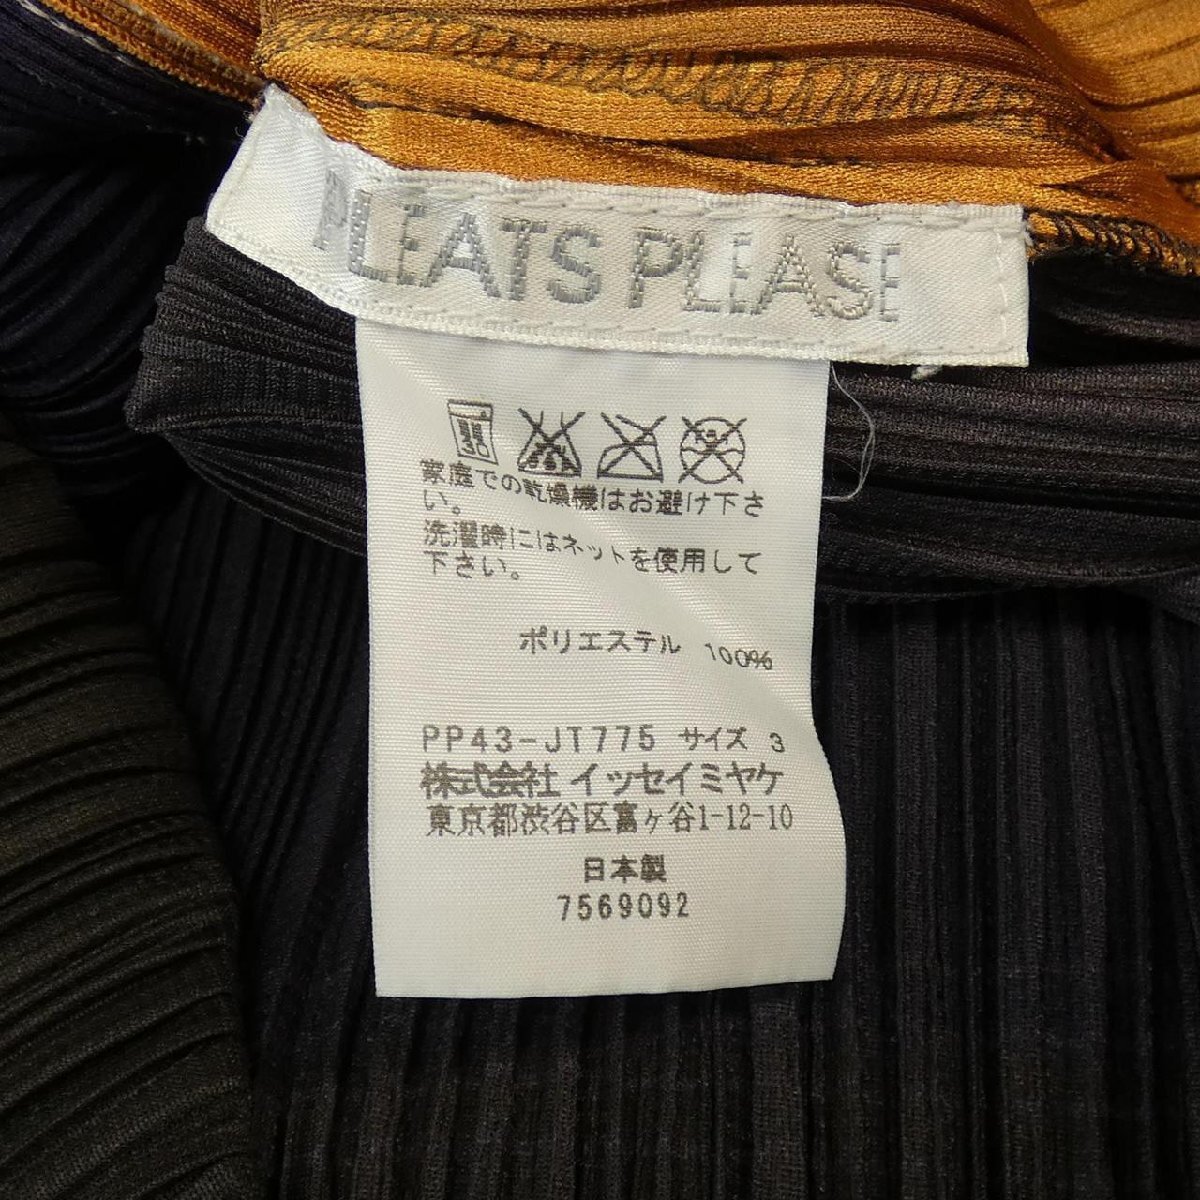 PLEATS PLEASE
30
家庭での乾燥機はお避け下さ
い。
洗濯時にはネットを使用して
下さい。
ポリエステル 100%
PP43-JT775 サイズ 3
株式会社 イッセイミヤケ
東京都渋谷区富ヶ谷1-12-10
日本製
7569092